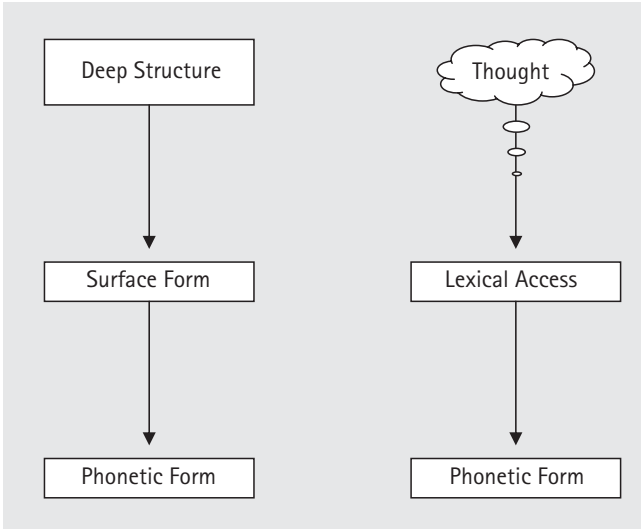 Deep Structure
Thought
Surface Form
Lexical Access
Phonetic Form
Phonetic Form